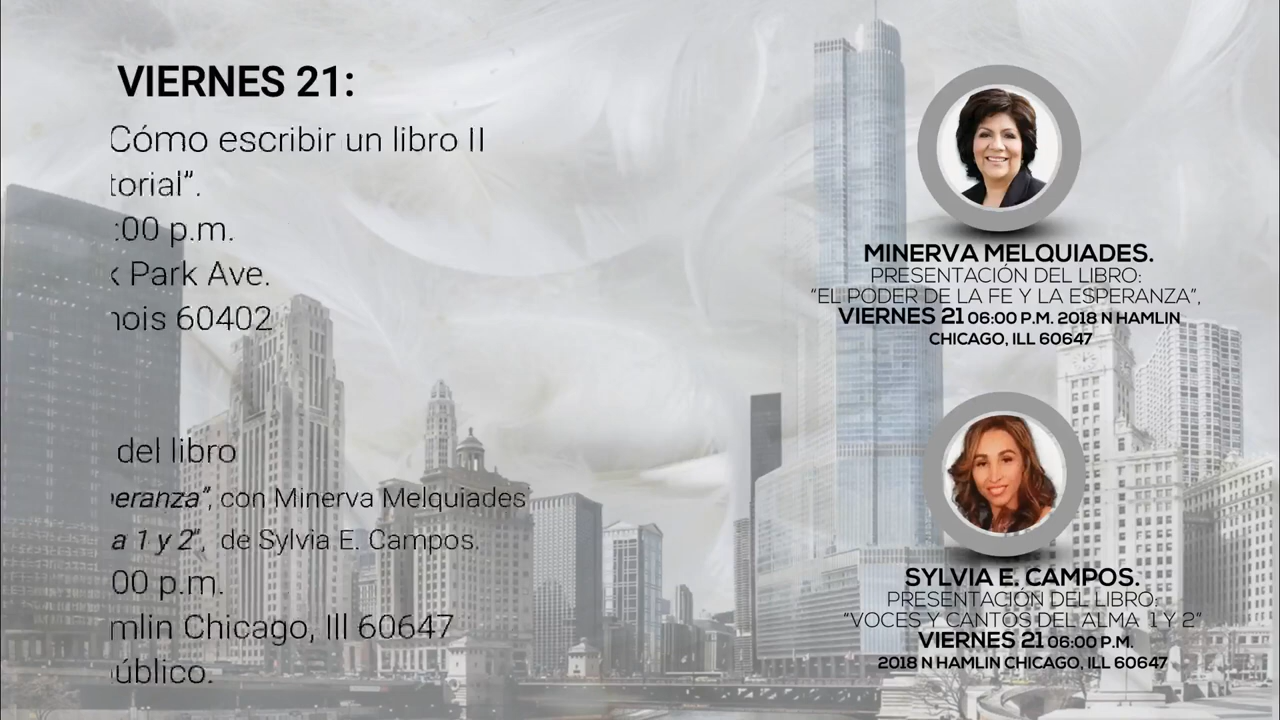 VIERNES 21:
Cómo escribir un libro II
torial”.
:00 p.m.
k Park Ave.
nois 60402
del libro
eranza”, con Minerva Melquiades
a 1 y 2”, de Sylvia E. Campos.
00 p.m.
mlin Chicago, Ill 60647
úblico.
MINERVA MELQUIADES.
PRESENTACIÓN DEL LIBRO:
“EL PODER DE LA FE Y LA ESPERANZA”,
VIERNES 21 06:00 P.M. 2018 N HAMLIN
CHICAGO, ILL 60647
SYLVIA E. CAMPOS.
PRESENTACIÓN DEL LIBRO:
“VOCES Y CANTOS DEL ALMA 1 Y 2”
VIERNES 21 06:00 P.M.
2018 N HAMLIN CHICAGO, ILL 60647